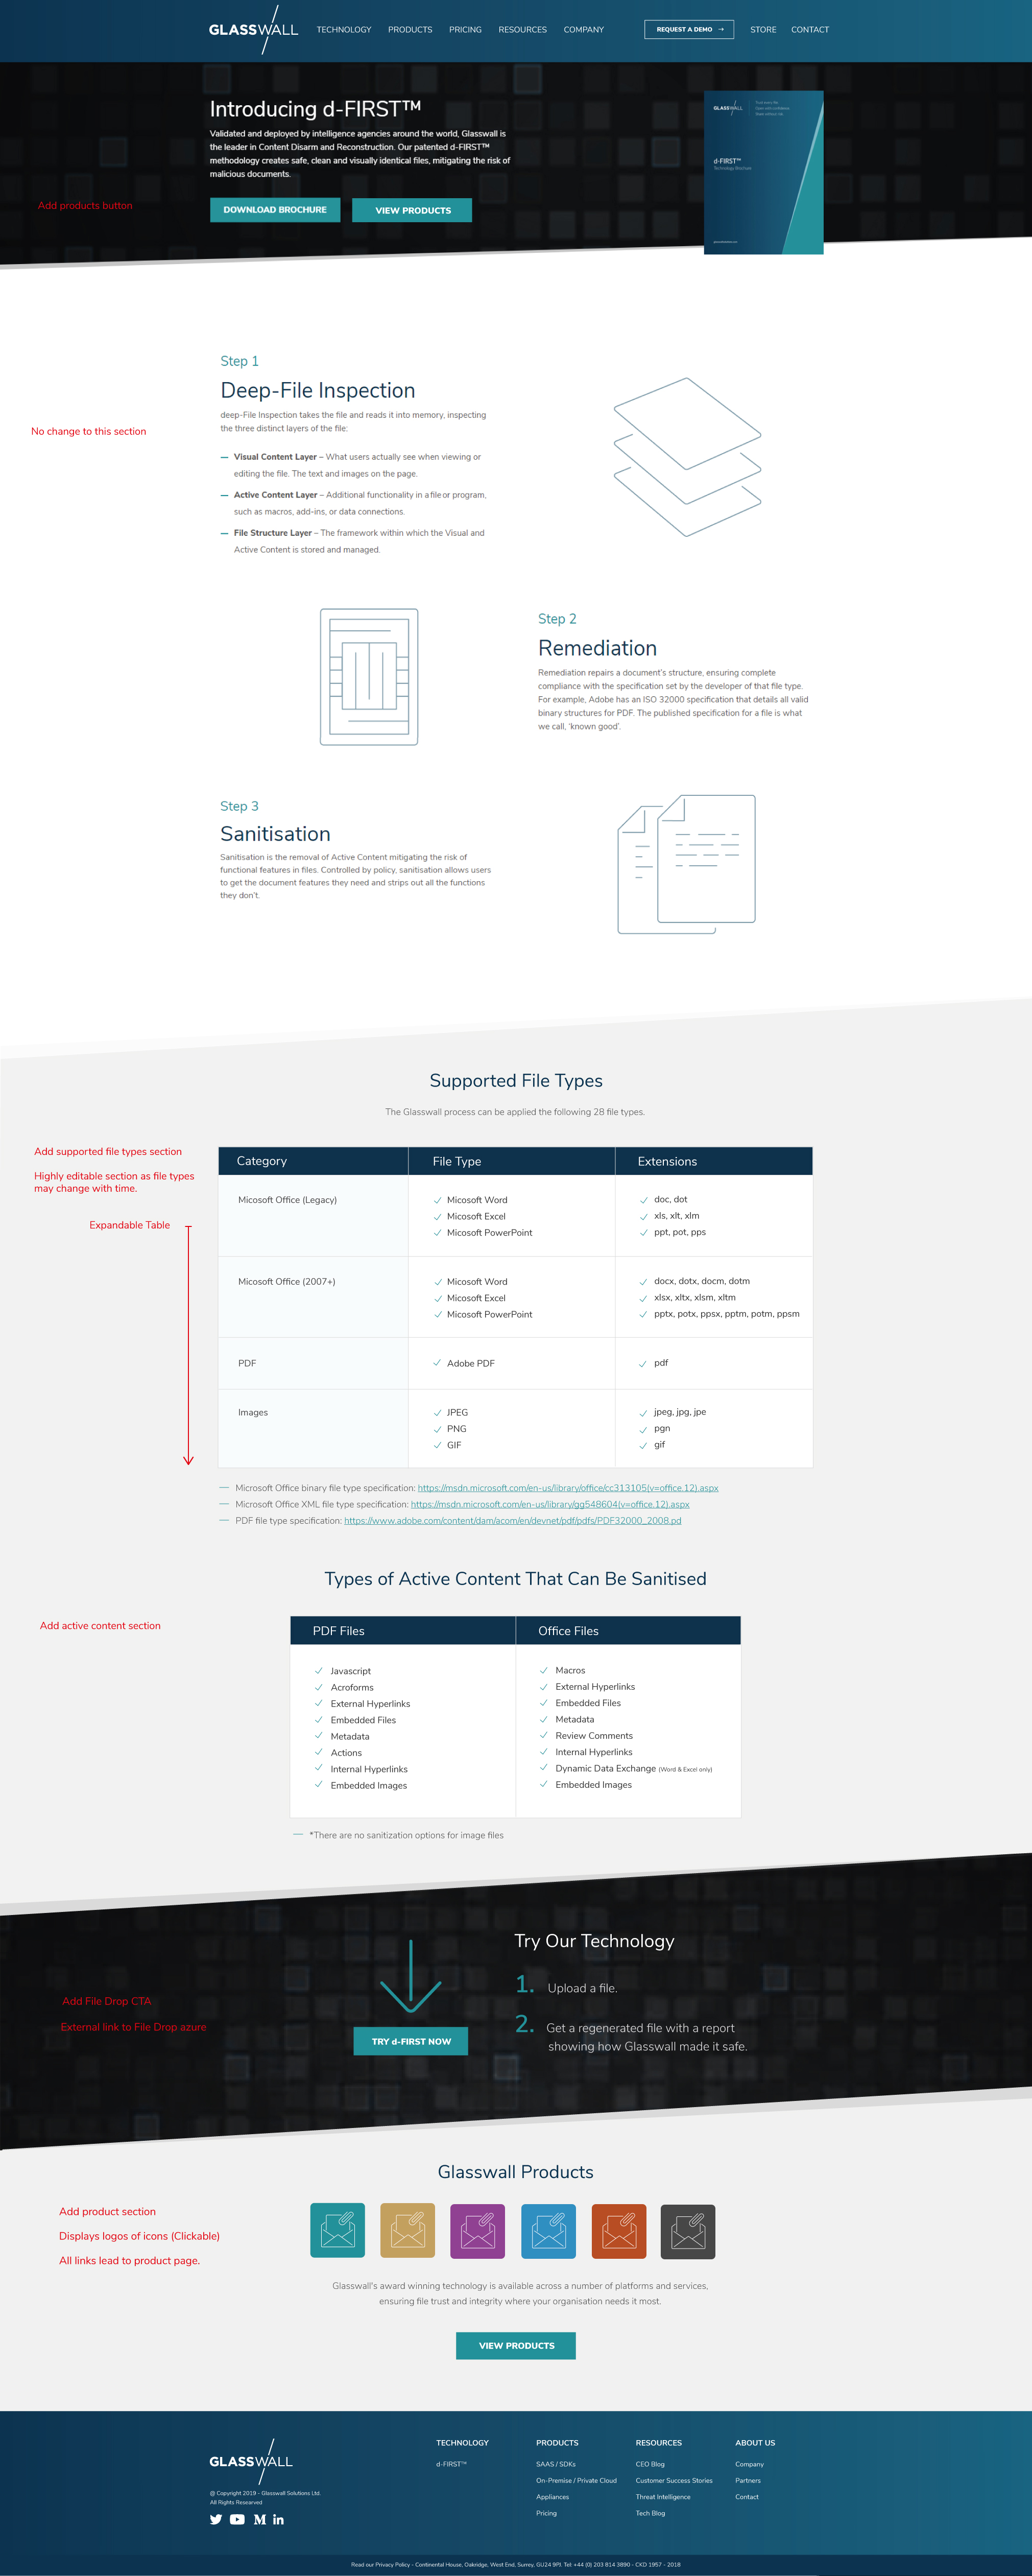 GLASSWALL
TECHNOLOGY PRODUCTS PRICING RESOURCES COMPANY
REQUEST A DEMO →
STORE CONTACT
Introducing d-FIRST™
Validated and deployed by intelligence agencies around the world, Glasswall is
the leader in Content Disarm and Reconstruction. Our patented d-FIRST™
methodology creates safe, clean and visually identical files, mitigating the risk of
malicious documents.
Add products button
DOWNLOAD BROCHURE
VIEW PRODUCTS
GLASSWALL
d-FIRST™
Technology Brochure
Step 1
Deep-File Inspection
deep-File Inspection takes the file and reads it into memory, inspecting
the three distinct layers of the file:
No change to this section
— Visual Content Layer – What users actually see when viewing or
editing the file. The text and images on the page.
— Active Content Layer – Additional functionality in a file or program,
such as macros, add-ins, or data connections.
— File Structure Layer – The framework within which the Visual and
Active Content is stored and managed.
Step 2
Remediation
Remediation repairs a document's structure, ensuring complete
compliance with the specification set by the developer of that file type.
For example, Adobe has an ISO 32000 specification that details all valid
binary structures for PDF. The published specification for a file is what
we call, 'known good'.
Step 3
Sanitisation
Sanitisation is the removal of Active Content mitigating the risk of
functional features in files. Controlled by policy, sanitisation allows users
to get the document features they need and strips out all the functions
they don't.
Supported File Types
The Glasswall process can be applied the following 28 file types.
Add supported file types section
Highly editable section as file types
may change with time.
Expandable Table
Category File Type Extensions
Micosoft Office (Legacy)
Micosoft Word
Micosoft Excel
Micosoft PowerPoint
doc, dot
xls, xlt, xlm
ppt, pot, pps
Micosoft Office (2007+)
Micosoft Word
Micosoft Excel
Micosoft PowerPoint
docx, dotx, docm, dotm
xlsx, xltx, xlsm, xltm
pptx, potx, ppsx, pptm, potm, ppsm
PDF
Adobe PDF
pdf
Images
JPEG
PNG
GIF
jpeg, jpg, jpe
pgn
gif
— Microsoft Office binary file type specification: https://msdn.microsoft.com/en-us/library/office/cc313105(v=office.12).aspx
— Microsoft Office XML file type specification: https://msdn.microsoft.com/en-us/library/gg548604(v=office.12).aspx
— PDF file type specification: https://www.adobe.com/content/dam/acom/en/devnet/pdf/pdfs/PDF32000_2008.pd
Types of Active Content That Can Be Sanitised
Add active content section
PDF Files
Javascript
Acroforms
External Hyperlinks
Embedded Files
Metadata
Actions
Internal Hyperlinks
Embedded Images
Office Files
Macros
External Hyperlinks
Embedded Files
Metadata
Review Comments
Internal Hyperlinks
Dynamic Data Exchange (Word & Excel only)
Embedded Images
— *There are no sanitization options for image files
Add File Drop CTA
External link to File Drop azure
TRY d-FIRST NOW
Try Our Technology
1. Upload a file.
2. Get a regenerated file with a report
showing how Glasswall made it safe.
Glasswall Products
Add product section
Displays logos of icons (Clickable)
All links lead to product page.
Glasswall's award winning technology is available across a number of platforms and services,
ensuring file trust and integrity where your organisation needs it most.
VIEW PRODUCTS
GLASSWALL
@ Copyright 2019 - Glasswall Solutions Ltd.
All Rights Researved
TECHNOLOGY
d-FIRST™
PRODUCTS
SAAS / SDKs
On-Premise / Private Cloud
Appliances
Pricing
RESOURCES
CEO Blog
Customer Success Stories
Threat Intelligence
Tech Blog
ABOUT US
Company
Partners
Contact
Read our Privacy Policy - Continental House, Oakridge, West End, Surrey, GU24 9PJ. Tel: +44 (0) 203 814 3890 - CKD 1957 - 2018